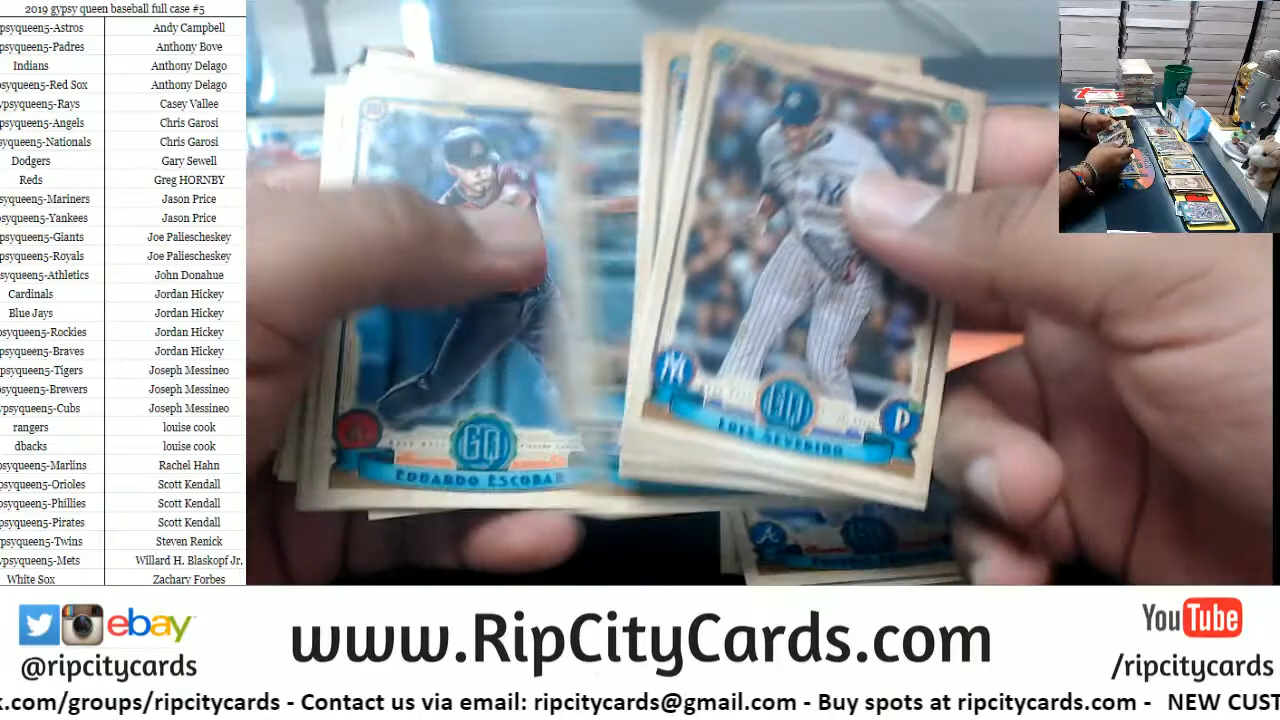 2019 gypsy queen baseball full case #5
psyqueen5-Astros Andy Campbell
psyqueen5-Padres Anthony Bove
Indians Anthony Delago
psyqueen5-Red Sox Anthony Delago
psyqueen5-Rays Casey Vallee
psyqueen5-Angels Chris Garosi
psyqueen5-Nationals Chris Garosi
Dodgers Gary Sewell
Reds Greg HORNBY
psyqueen5-Mariners Jason Price
psyqueen5-Yankees Jason Price
psyqueen5-Giants Joe Paliescheskey
psyqueen5-Royals Joe Paliescheskey
psyqueen5-Athletics John Donahue
Cardinals Jordan Hickey
Blue Jays Jordan Hickey
psyqueen5-Rockies Jordan Hickey
psyqueen5-Braves Jordan Hickey
psyqueen5-Tigers Joseph Messineo
psyqueen5-Brewers Joseph Messineo
psyqueen5-Cubs Joseph Messineo
rangers louise cook
dbacks louise cook
psyqueen5-Marlins Rachel Hahn
psyqueen5-Orioles Scott Kendall
psyqueen5-Phillies Scott Kendall
psyqueen5-Pirates Scott Kendall
psyqueen5-Twins Steven Renick
psyqueen5-Mets Willard H. Blaskopf Jr.
White Sox Zachary Forbes
GQ
EDUARDO ESCOBAR
GQ
P
LUIS SEVERINO
ebay
@ripcitycards
www.RipCityCards.com
YouTube
/ripcitycards
k.com/groups/ripcitycards - Contact us via email: ripcitycards@gmail.com - Buy spots at ripcitycards.com - NEW CUST